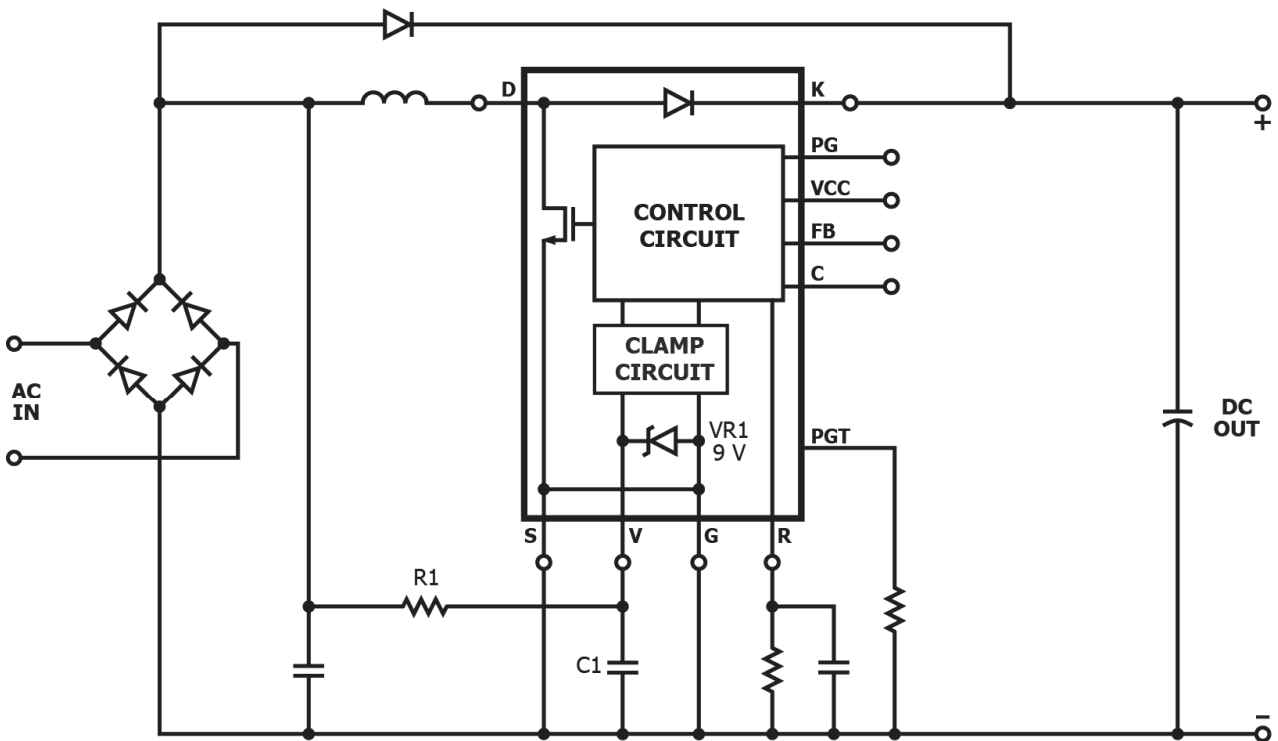 D
K
+
PG
VCC
CONTROL
CIRCUIT
FB
C
CLAMP
CIRCUIT
AC
IN
DC
OUT
VR1
9 V
PGT
S
V
G
R
R1
C1
–